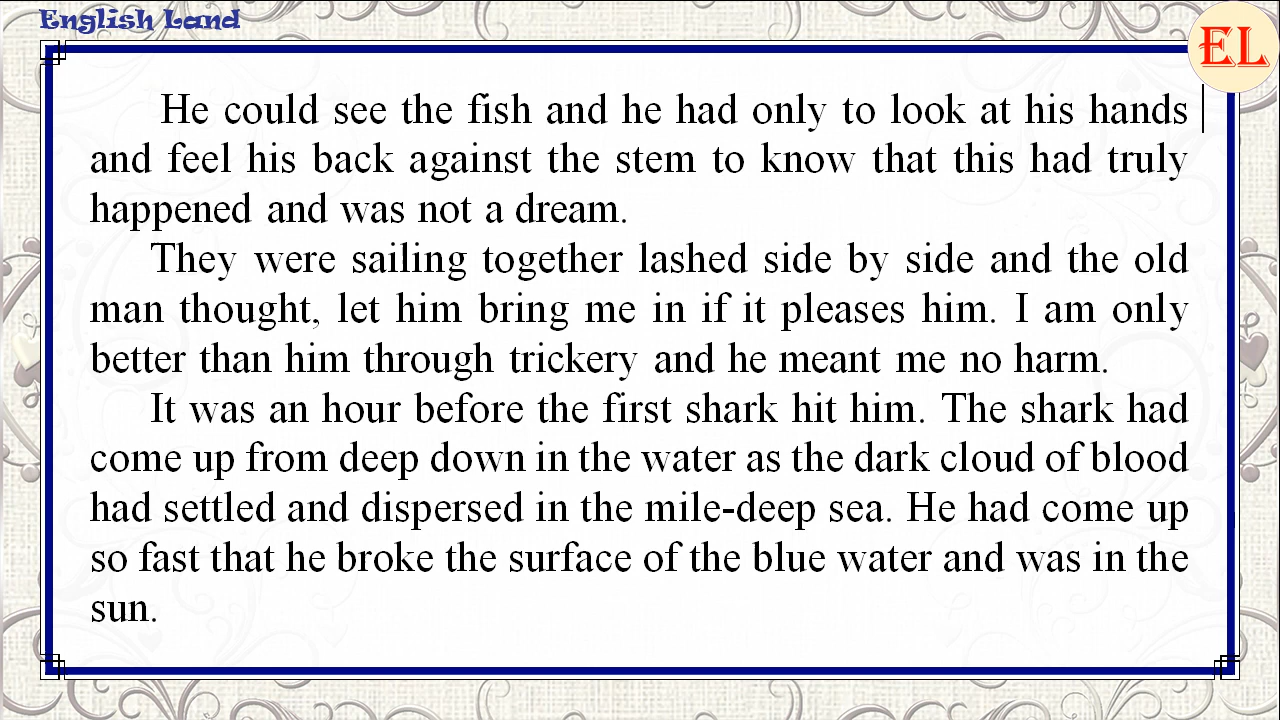 English Land
EL
He could see the fish and he had only to look at his hands
and feel his back against the stem to know that this had truly
happened and was not a dream.
They were sailing together lashed side by side and the old
man thought, let him bring me in if it pleases him. I am only
better than him through trickery and he meant me no harm.
It was an hour before the first shark hit him. The shark had
come up from deep down in the water as the dark cloud of blood
had settled and dispersed in the mile-deep sea. He had come up
so fast that he broke the surface of the blue water and was in the
sun.